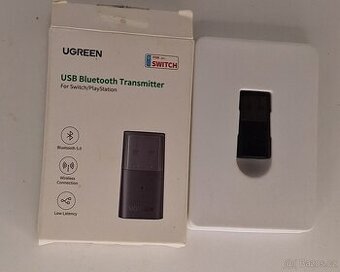 UGREEN
SWITCH
USB Bluetooth Transmitter
For Switch/PlayStation
Bluetooth 5.0
Wireless
Connection
Low Latency